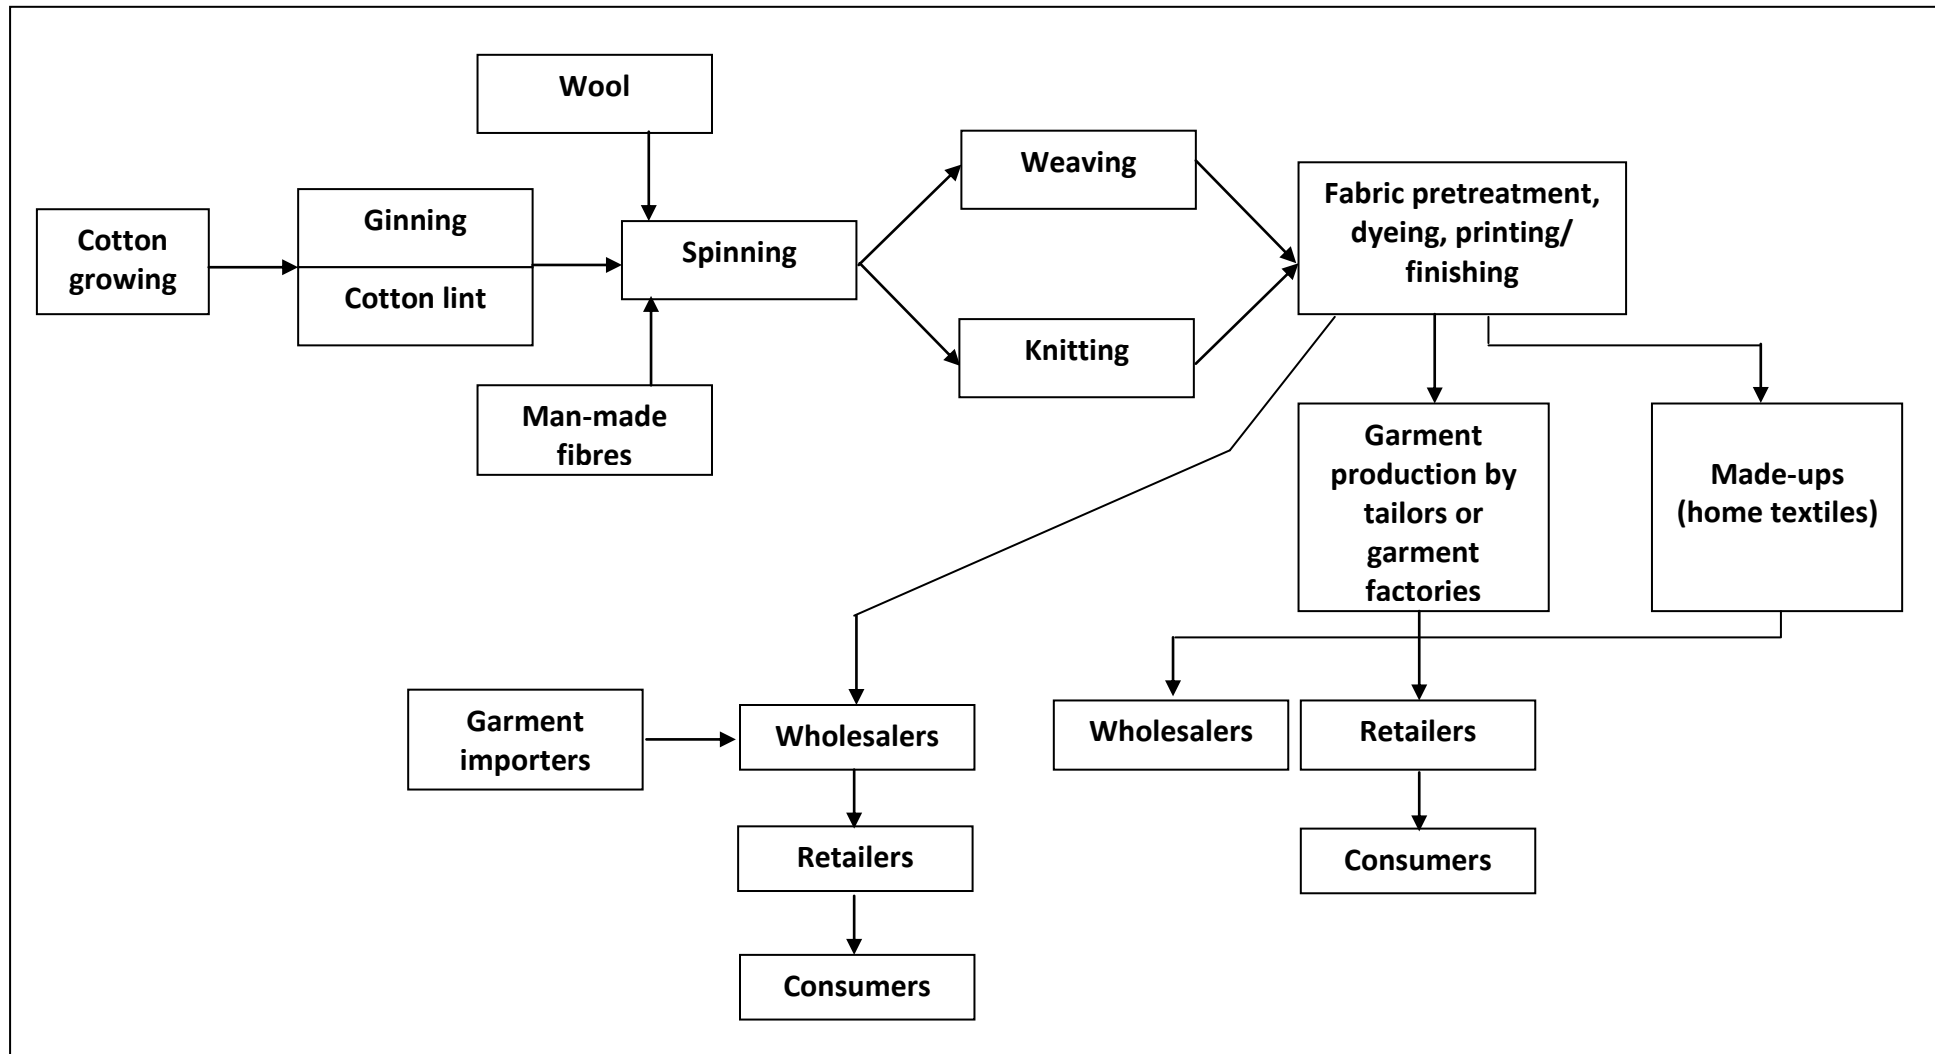 Wool
Weaving
Fabric pretreatment,
dyeing, printing/
finishing
Cotton
growing
Ginning
Cotton lint
Spinning
Knitting
Man-made
fibres
Garment
production by
tailors or
garment
factories
Made-ups
(home textiles)
Garment
importers
Wholesalers
Wholesalers
Retailers
Retailers
Consumers
Consumers